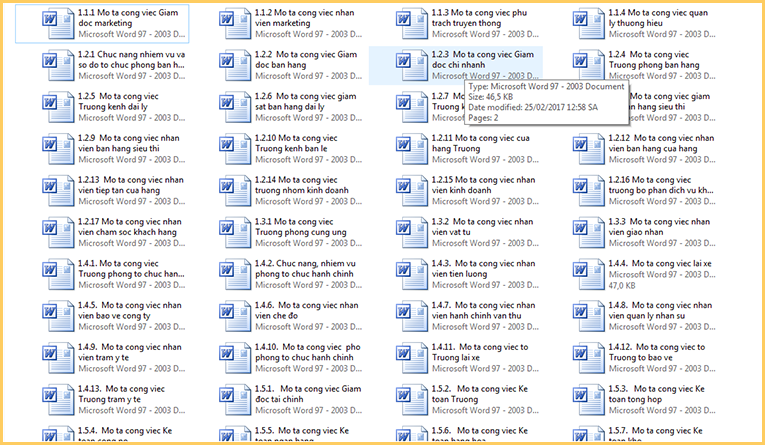 1.1.1 Mo ta cong viec Giam
doc marketing
Microsoft Word 97 - 2003 D...
1.1.2 Mo ta cong viec nhan
vien marketing
Microsoft Word 97 - 2003 D...
1.1.3 Mo ta cong viec phu
trach truyen thong
Microsoft Word 97 - 2003 D...
1.1.4 Mo ta cong viec quan
ly thuong hieu
Microsoft Word 97 - 2003 D...
1.2.1 Chuc nang nhiem vu va
so do to chuc phong ban h...
Microsoft Word 97 - 2003 D...
1.2.2 Mo ta cong viec Giam
doc ban hang
Microsoft Word 97 - 2003 D...
1.2.3 Mo ta cong viec Giam
doc chi nhanh
Microsoft Word 97 - 2003 D...
1.2.4 Mo ta cong viec
Truong phong ban hang
Type: Microsoft Word 97 - 2003 Document
Size: 46,5 KB
Date modified: 25/02/2017 12:58 SA
Pages: 2
1.2.5 Mo ta cong viec
Truong kenh dai ly
Microsoft Word 97 - 2003 D...
1.2.6 Mo ta cong viec giam
sat ban hang dai ly
Microsoft Word 97 - 2003 D...
1.2.7
Truong
giam
hang sieu thi
Microsoft Word 97 - 2003 D...
1.2.9 Mo ta cong viec nhan
vien ban hang sieu thi
Microsoft Word 97 - 2003 D...
1.2.10 Mo ta cong viec
Truong kenh ban le
Microsoft Word 97 - 2003 D...
1.2.11 Mo ta cong viec cua
hang Truong
Microsoft Word 97 - 2003 D...
1.2.12 Mo ta cong viec nhan
vien ban hang cua hang
Microsoft Word 97 - 2003 D...
1.2.13 Mo ta cong viec nhan
vien tiep tan cua hang
Microsoft Word 97 - 2003 D...
1.2.14 Mo ta cong viec
truong nhom kinh doanh
Microsoft Word 97 - 2003 D...
1.2.15 Mo ta cong viec nhan
vien kinh doanh
Microsoft Word 97 - 2003 D...
1.2.16 Mo ta cong viec
truong bo phan dich vu kh...
Microsoft Word 97 - 2003 D...
1.2.17 Mo ta cong viec nhan
vien cham soc khach hang
Microsoft Word 97 - 2003 D...
1.3.1 Mo ta cong viec
Truong phong cung ung
Microsoft Word 97 - 2003 D...
1.3.2 Mo ta cong viec nhan
vien vat tu
Microsoft Word 97 - 2003 D...
1.3.3 Mo ta cong viec nhan
vien giao nhan
Microsoft Word 97 - 2003 D...
1.4.1. Mo ta cong viec
Truong phong to chuc han...
Microsoft Word 97 - 2003 D...
1.4.2. Chuc nang, nhiem vu
phong to chuc hanh chinh
Microsoft Word 97 - 2003 D...
1.4.3. Mo ta cong viec nhan
vien tien luong
Microsoft Word 97 - 2003 D...
1.4.4. Mo ta cong viec lai xe
Microsoft Word 97 - 2003 D...
47,0 KB
1.4.5. Mo ta cong viec nhan
vien bao ve cong ty
Microsoft Word 97 - 2003 D...
1.4.6. Mo ta cong viec nhan
vien che đo
Microsoft Word 97 - 2003 D...
1.4.7. Mo ta cong viec nhan
vien hanh chinh van thu
Microsoft Word 97 - 2003 D...
1.4.8. Mo ta cong viec nhan
vien quan ly nhan su
Microsoft Word 97 - 2003 D...
1.4.9. Mo ta cong viec nhan
vien tram y te
Microsoft Word 97 - 2003 D...
1.4.10. Mo ta cong viec pho
phong to chuc hanh chinh
Microsoft Word 97 - 2003 D...
1.4.11. Mo ta cong viec to
Truong lai xe
Microsoft Word 97 - 2003 D...
1.4.12. Mo ta cong viec to
Truong to bao ve
Microsoft Word 97 - 2003 D...
1.4.13. Mo ta cong viec
Truong tram y te
Microsoft Word 97 - 2003 D...
1.5.1. Mo ta cong viec Giam
đoc tai chinh
Microsoft Word 97 - 2003 D...
1.5.2. Mo ta cong viec Ke
toan Truong
Microsoft Word 97 - 2003 D...
1.5.3. Mo ta cong viec Ke
toan tong hop
Microsoft Word 97 - 2003 D...
1.5.4. Mo ta cong viec Ke
1.5.5. Mo ta cong viec Ke
1.5.6. Mo ta cong viec Ke
1.5.7. Mo ta cong viec Ke